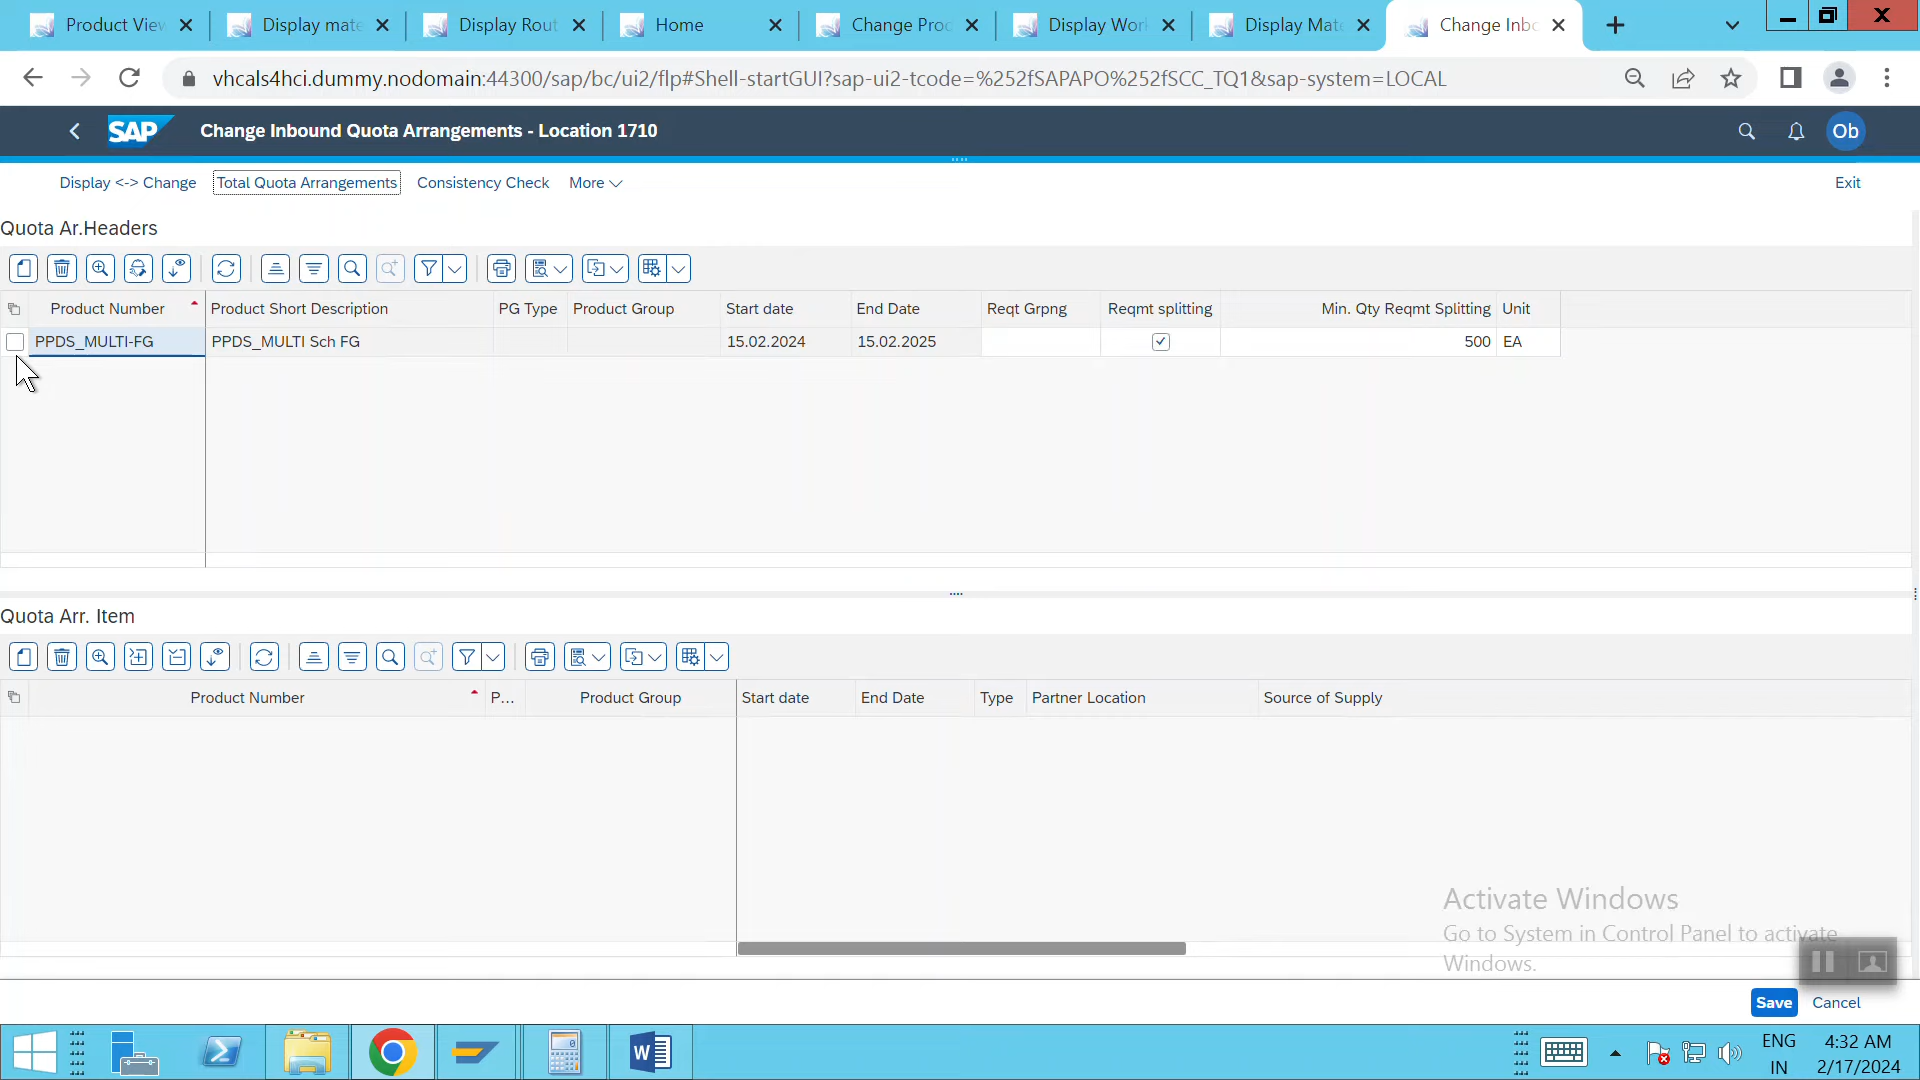 Product View
Display mate
Display Rout
Home
Change Prod
Display Wor
Display Mate
Change Inbo
vhcals4hci.dummy.nodomain:44300/sap/bc/ui2/flp#Shell-startGUI?sap-ui2-tcode=%252fSAPAPO%252fSCC_TQ1&sap-system=LOCAL
SAP Change Inbound Quota Arrangements - Location 1710 Ob
Display <-> Change Total Quota Arrangements Consistency Check More Exit
Quota Ar.Headers
Product Number Product Short Description PG Type Product Group Start date End Date Reqt Grpng Reqmt splitting Min. Qty Reqmt Splitting Unit
PPDS_MULTI-FG PPDS_MULTI Sch FG 15.02.2024 15.02.2025 500 EA
Quota Arr. Item
Product Number P... Product Group Start date End Date Type Partner Location Source of Supply
Activate Windows
Go to System in Control Panel to activate
Windows.
Save Cancel
ENG 4:32 AM
IN 2/17/2024